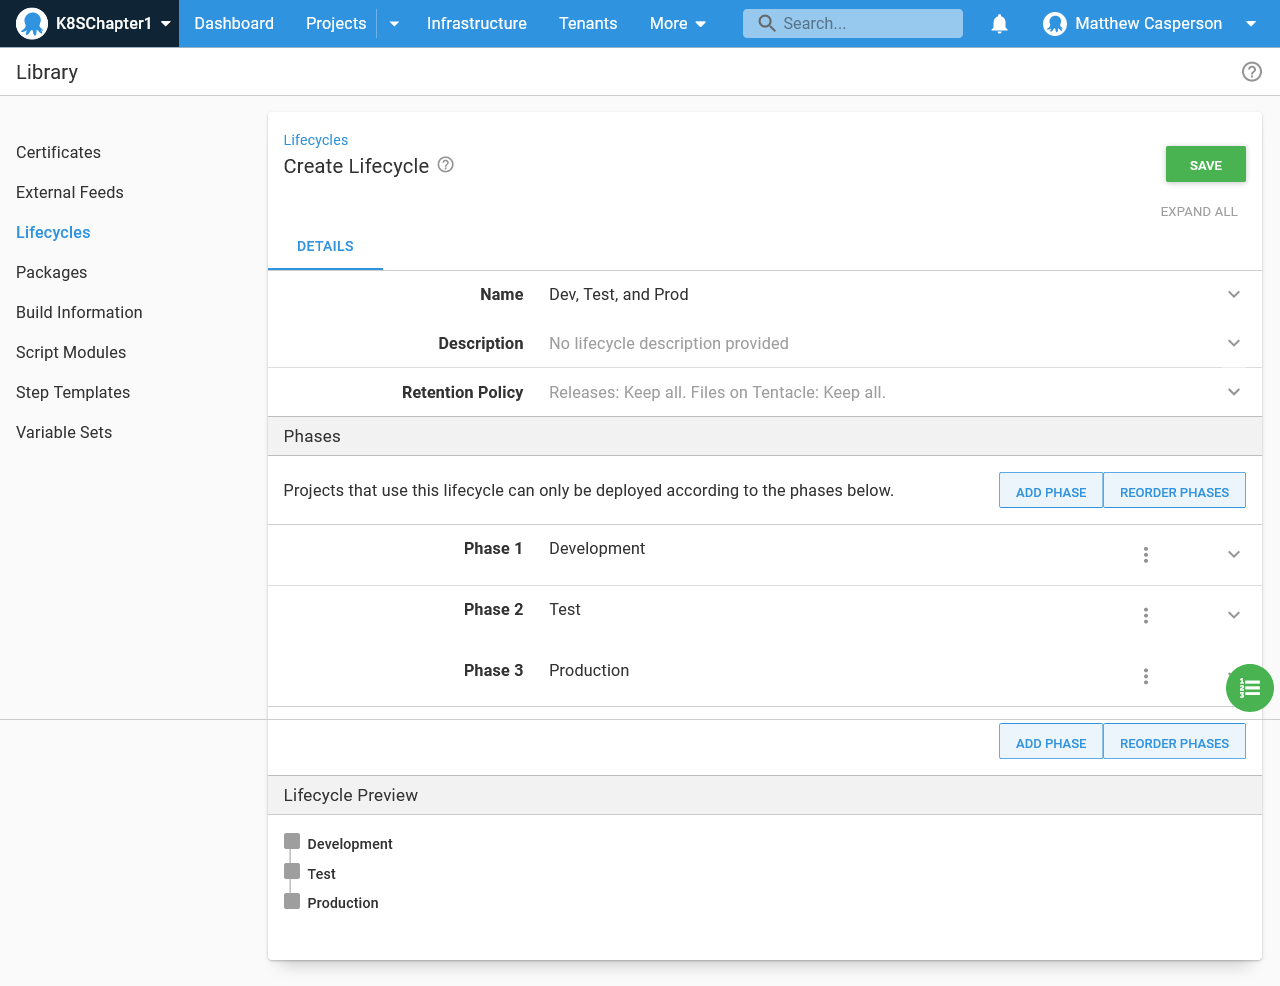 K8SChapter1 Dashboard Projects Infrastructure Tenants More Search... Matthew Casperson
Library
Certificates
External Feeds
Lifecycles
Packages
Build Information
Script Modules
Step Templates
Variable Sets
Lifecycles
Create Lifecycle
SAVE
EXPAND ALL
DETAILS
Name Dev, Test, and Prod
Description No lifecycle description provided
Retention Policy Releases: Keep all. Files on Tentacle: Keep all.
Phases
Projects that use this lifecycle can only be deployed according to the phases below. ADD PHASE REORDER PHASES
Phase 1 Development
Phase 2 Test
Phase 3 Production
ADD PHASE REORDER PHASES
Lifecycle Preview
Development
Test
Production